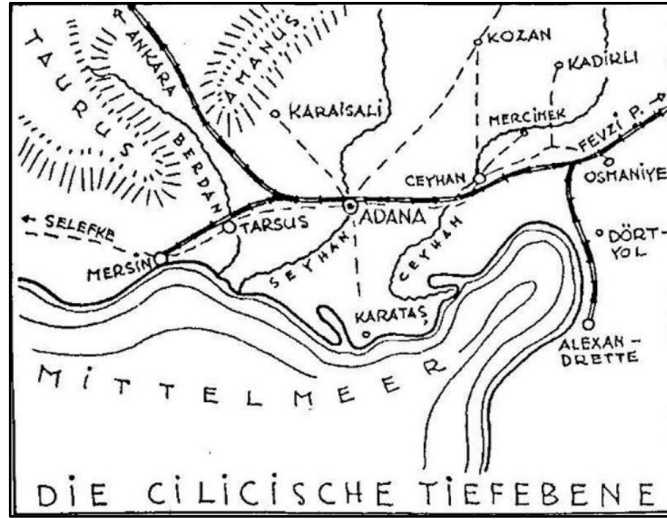 TAURUS
ANKARA
AMANUS
KOZAN
KADIRLI
KARAISALI
MERCIMEK
BERDAN
FEVZI P.
CEYHAN
OSMANIYE
← SELEFKE
TARSUS
ADANA
MERSIN
SEYHAN
CEYHAN
DÖRT-
YOL
KARATAŞ
ALEXAN-
DRETTE
MITTELMEER
DIE CILICISCHE TIEFEBENE